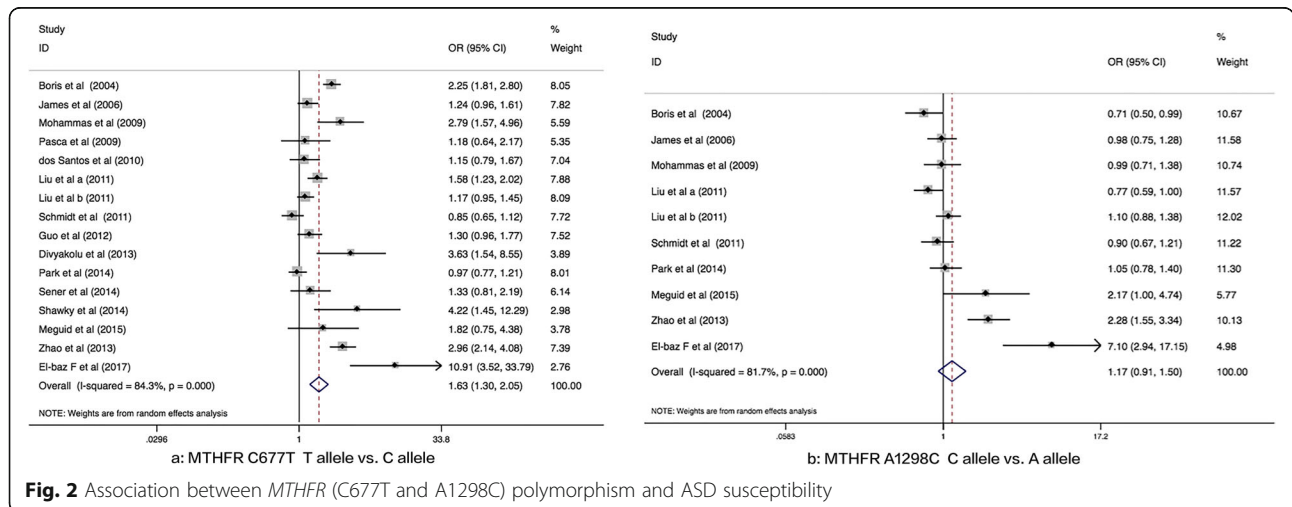 Study %
ID OR (95% CI) Weight
Boris et al (2004) 2.25 (1.81, 2.80) 8.05
James et al (2006) 1.24 (0.96, 1.61) 7.82
Mohammas et al (2009) 2.79 (1.57, 4.96) 5.59
Pasca et al (2009) 1.18 (0.64, 2.17) 5.35
dos Santos et al (2010) 1.15 (0.79, 1.67) 7.04
Liu et al a (2011) 1.58 (1.23, 2.02) 7.88
Liu et al b (2011) 1.17 (0.95, 1.45) 8.09
Schmidt et al (2011) 0.85 (0.65, 1.12) 7.72
Guo et al (2012) 1.30 (0.96, 1.77) 7.52
Divyakolu et al (2013) 3.63 (1.54, 8.55) 3.89
Park et al (2014) 0.97 (0.77, 1.21) 8.01
Sener et al (2014) 1.33 (0.81, 2.19) 6.14
Shawky et al (2014) 4.22 (1.45, 12.29) 2.98
Meguid et al (2015) 1.82 (0.75, 4.38) 3.78
Zhao et al (2013) 2.96 (2.14, 4.08) 7.39
El-baz F et al (2017) 10.91 (3.52, 33.79) 2.76
Overall (I-squared = 84.3%, p = 0.000) 1.63 (1.30, 2.05) 100.00
NOTE: Weights are from random effects analysis
.0296 1 33.8
a: MTHFR C677T T allele vs. C allele
Study %
ID OR (95% CI) Weight
Boris et al (2004) 0.71 (0.50, 0.99) 10.67
James et al (2006) 0.98 (0.75, 1.28) 11.58
Mohammas et al (2009) 0.99 (0.71, 1.38) 10.74
Liu et al a (2011) 0.77 (0.59, 1.00) 11.57
Liu et al b (2011) 1.10 (0.88, 1.38) 12.02
Schmidt et al (2011) 0.90 (0.67, 1.21) 11.22
Park et al (2014) 1.05 (0.78, 1.40) 11.30
Meguid et al (2015) 2.17 (1.00, 4.74) 5.77
Zhao et al (2013) 2.28 (1.55, 3.34) 10.13
El-baz F et al (2017) 7.10 (2.94, 17.15) 4.98
Overall (I-squared = 81.7%, p = 0.000) 1.17 (0.91, 1.50) 100.00
NOTE: Weights are from random effects analysis
.0583 1 17.2
b: MTHFR A1298C C allele vs. A allele
Fig. 2 Association between MTHFR (C677T and A1298C) polymorphism and ASD susceptibility